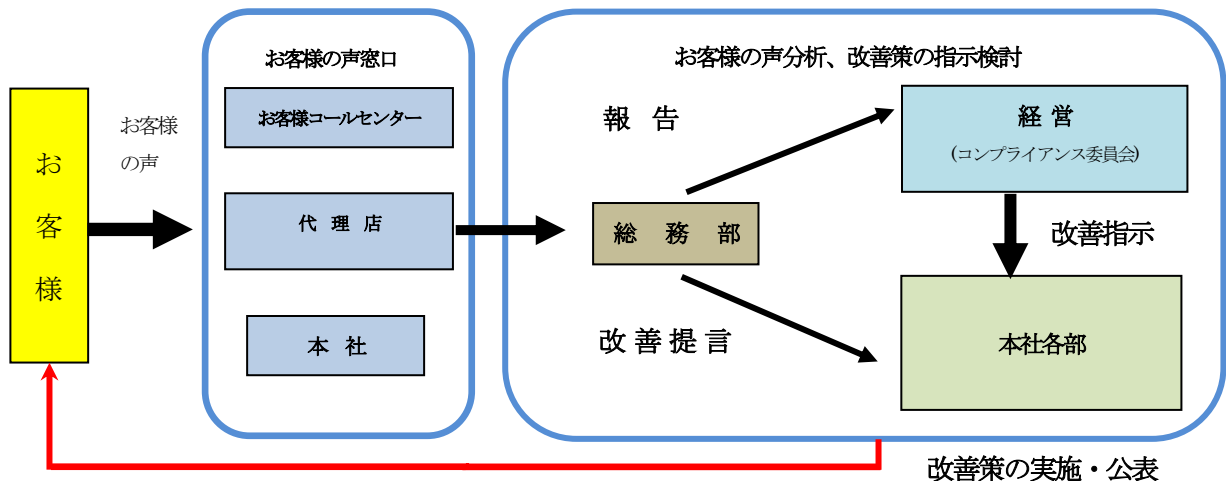 お客様
お客様
の声
お客様の声窓口
お客様コールセンター
代理店
本社
お客様の声分析、改善策の指示検討
報告
経営
(コンプライアンス委員会)
総務部
改善指示
改善提言
本社各部
改善策の実施・公表